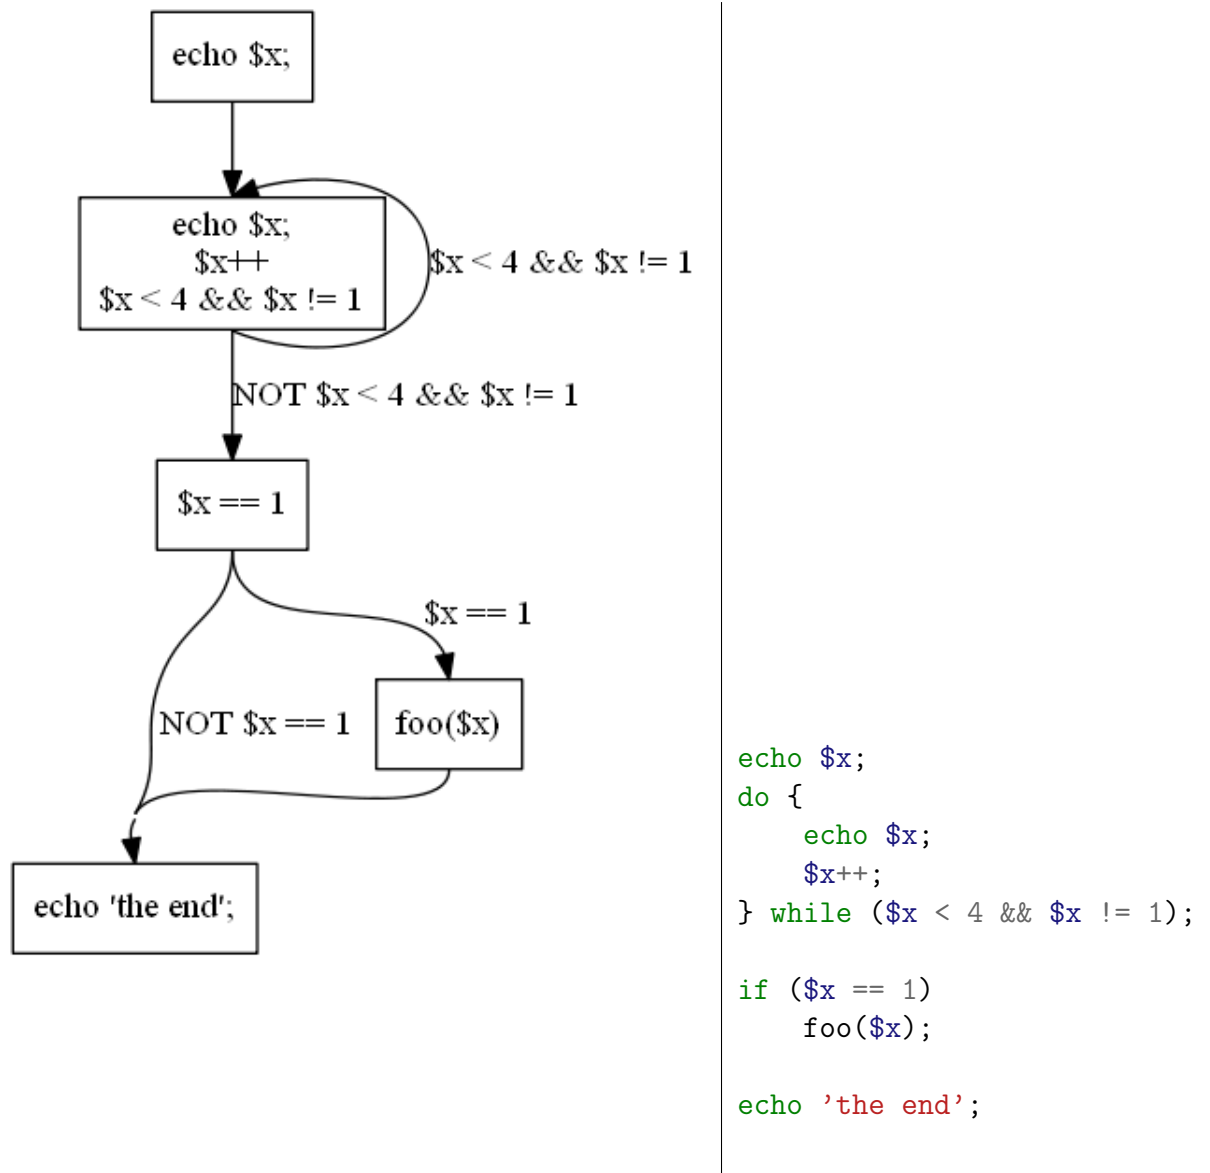 echo $x;
echo $x;
$x++
$x < 4 && $x != 1
$x < 4 && $x != 1
NOT $x < 4 && $x != 1
$x == 1
$x == 1
NOT $x == 1
foo($x)
echo 'the end';
echo $x;
do {
    echo $x;
    $x++;
} while ($x < 4 && $x != 1);
if ($x == 1)
    foo($x);
echo ’the end’;